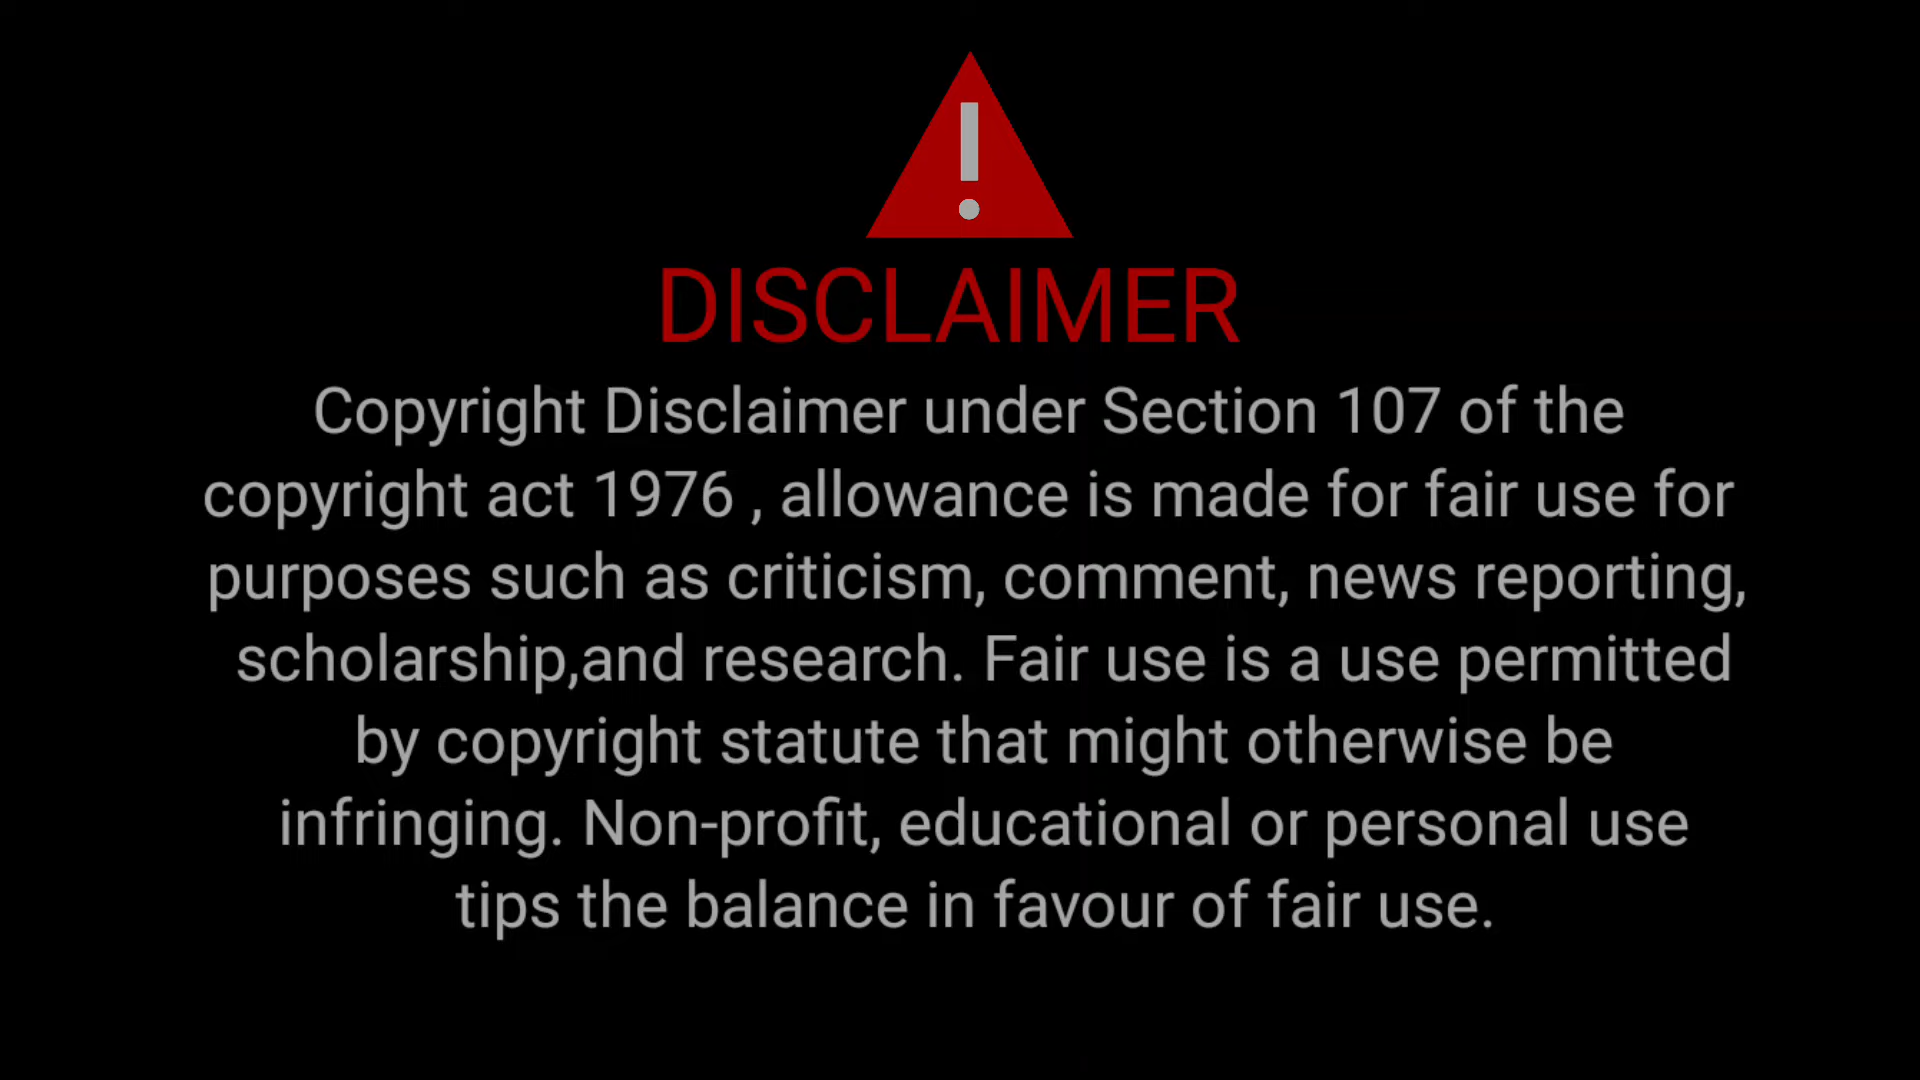 DISCLAIMER
Copyright Disclaimer under Section 107 of the
copyright act 1976 , allowance is made for fair use for
purposes such as criticism, comment, news reporting,
scholarship,and research. Fair use is a use permitted
by copyright statute that might otherwise be
infringing. Non-profit, educational or personal use
tips the balance in favour of fair use.